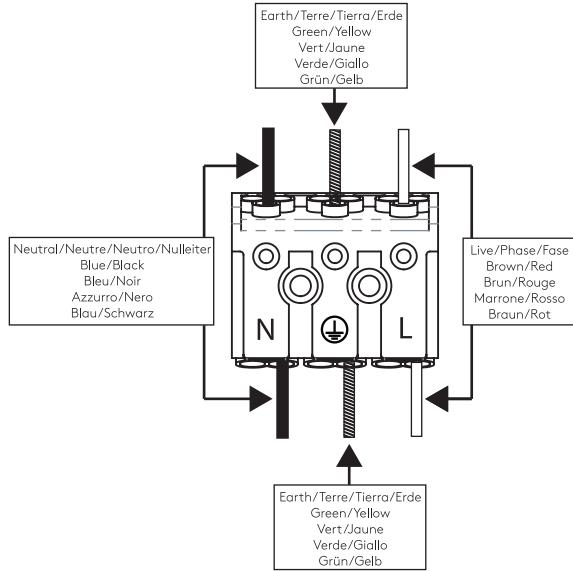 Earth/Terre/Tierra/Erde
Green/Yellow
Vert/Jaune
Verde/Giallo
Grün/Gelb
Neutral/Neutre/Neutro/Nulleiter
Blue/Black
Bleu/Noir
Azzurro/Nero
Blau/Schwarz
Live/Phase/Fase
Brown/Red
Brun/Rouge
Marrone/Rosso
Braun/Rot
N L
Earth/Terre/Tierra/Erde
Green/Yellow
Vert/Jaune
Verde/Giallo
Grün/Gelb